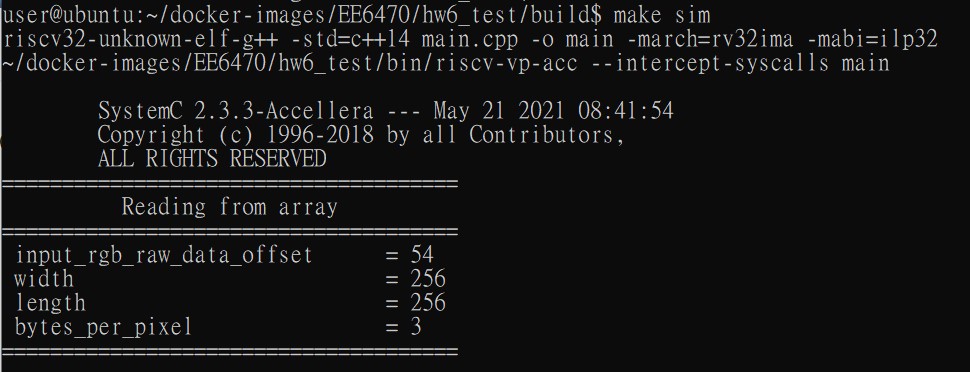 user@ubuntu:~/docker-images/EE6470/hw6_test/build$ make sim
riscv32-unknown-elf-g++ -std=c++14 main.cpp -o main -march=rv32ima -mabi=ilp32
~/docker-images/EE6470/hw6_test/bin/riscv-vp-acc --intercept-syscalls main
SystemC 2.3.3-Accellera --- May 21 2021 08:41:54
Copyright (c) 1996-2018 by all Contributors,
ALL RIGHTS RESERVED
======================================
Reading from array
======================================
input_rgb_raw_data_offset = 54
width = 256
length = 256
bytes_per_pixel = 3
======================================